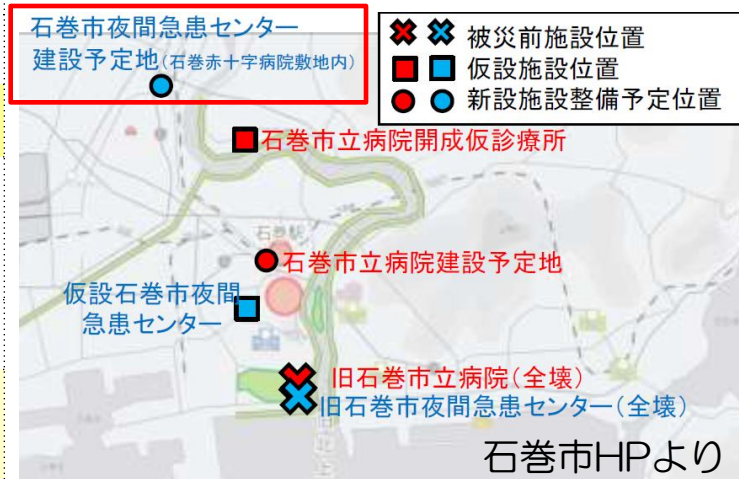 石巻市夜間急患センター
建設予定地(石巻赤十字病院敷地内)
被災前施設位置
仮設施設位置
新設施設整備予定位置
石巻市立病院開成仮診療所
石巻駅
石巻市立病院建設予定地
仮設石巻市夜間
急患センター
旧石巻市立病院(全壊)
旧石巻市夜間急患センター(全壊)
石巻市HPより